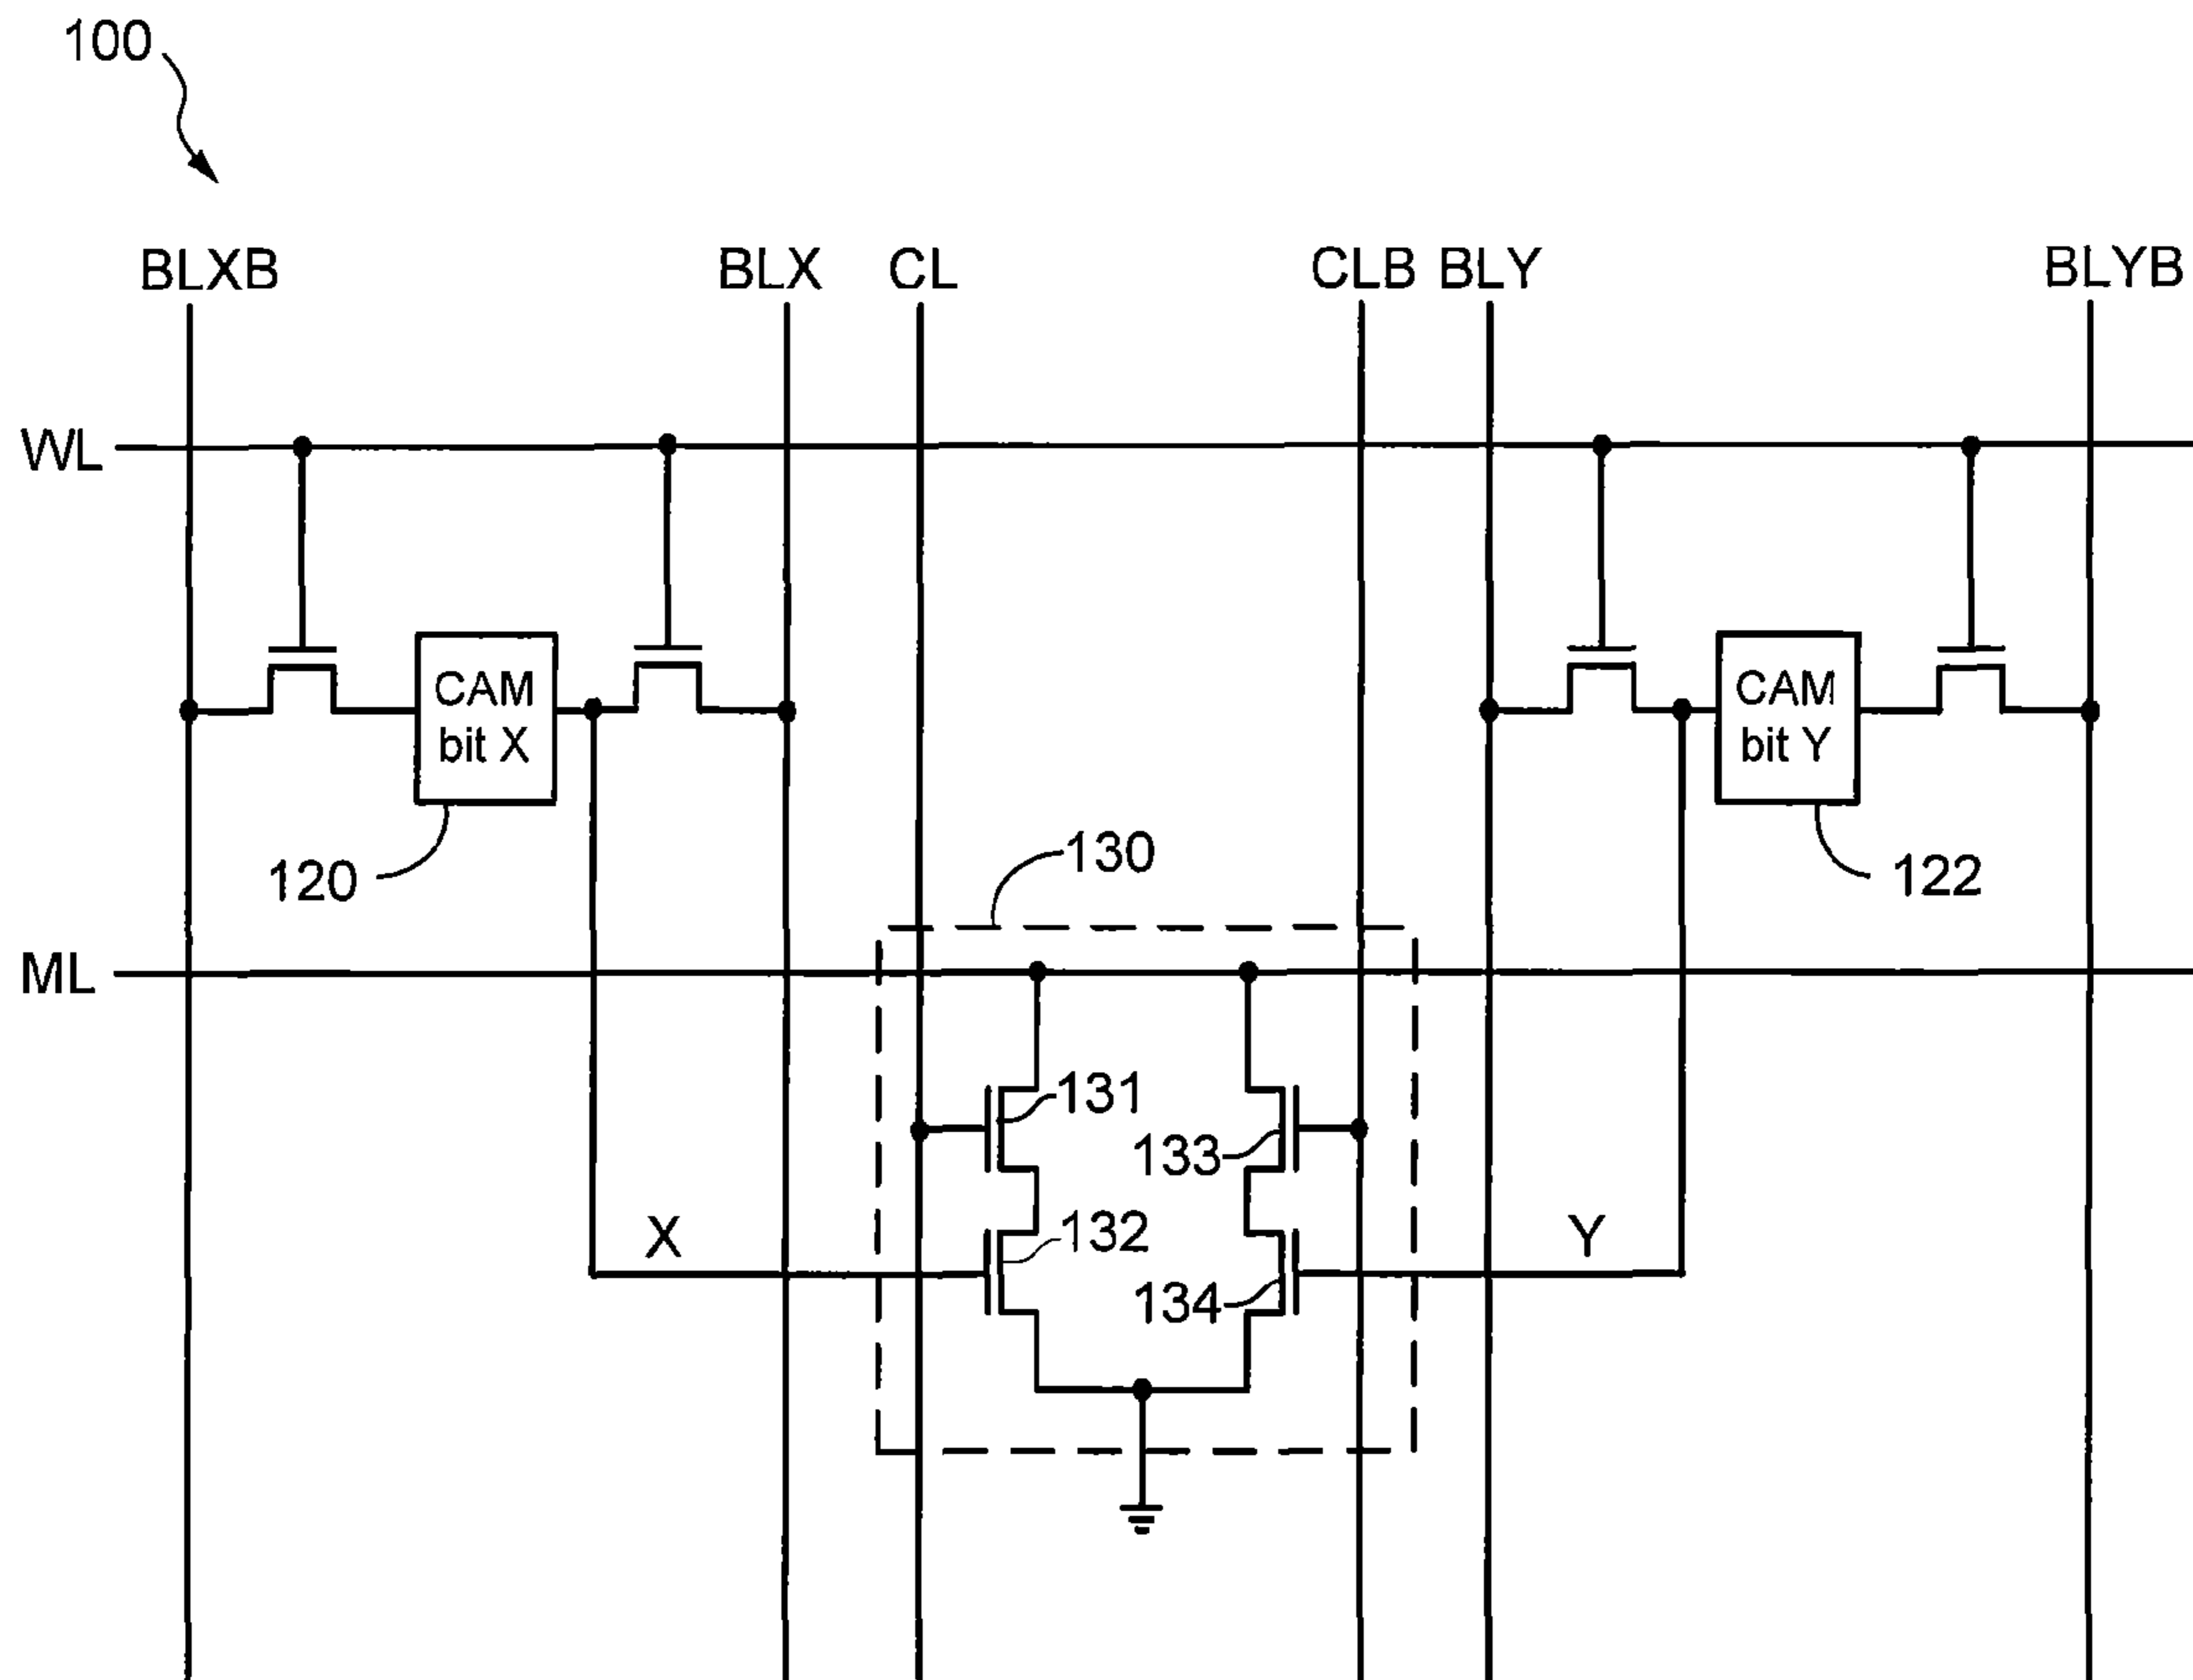 100
BLXB
BLX
CL
CLB
BLY
BLYB
WL
CAM
bit X
CAM
bit Y
120
130
122
ML
131
133
X
132
Y
134